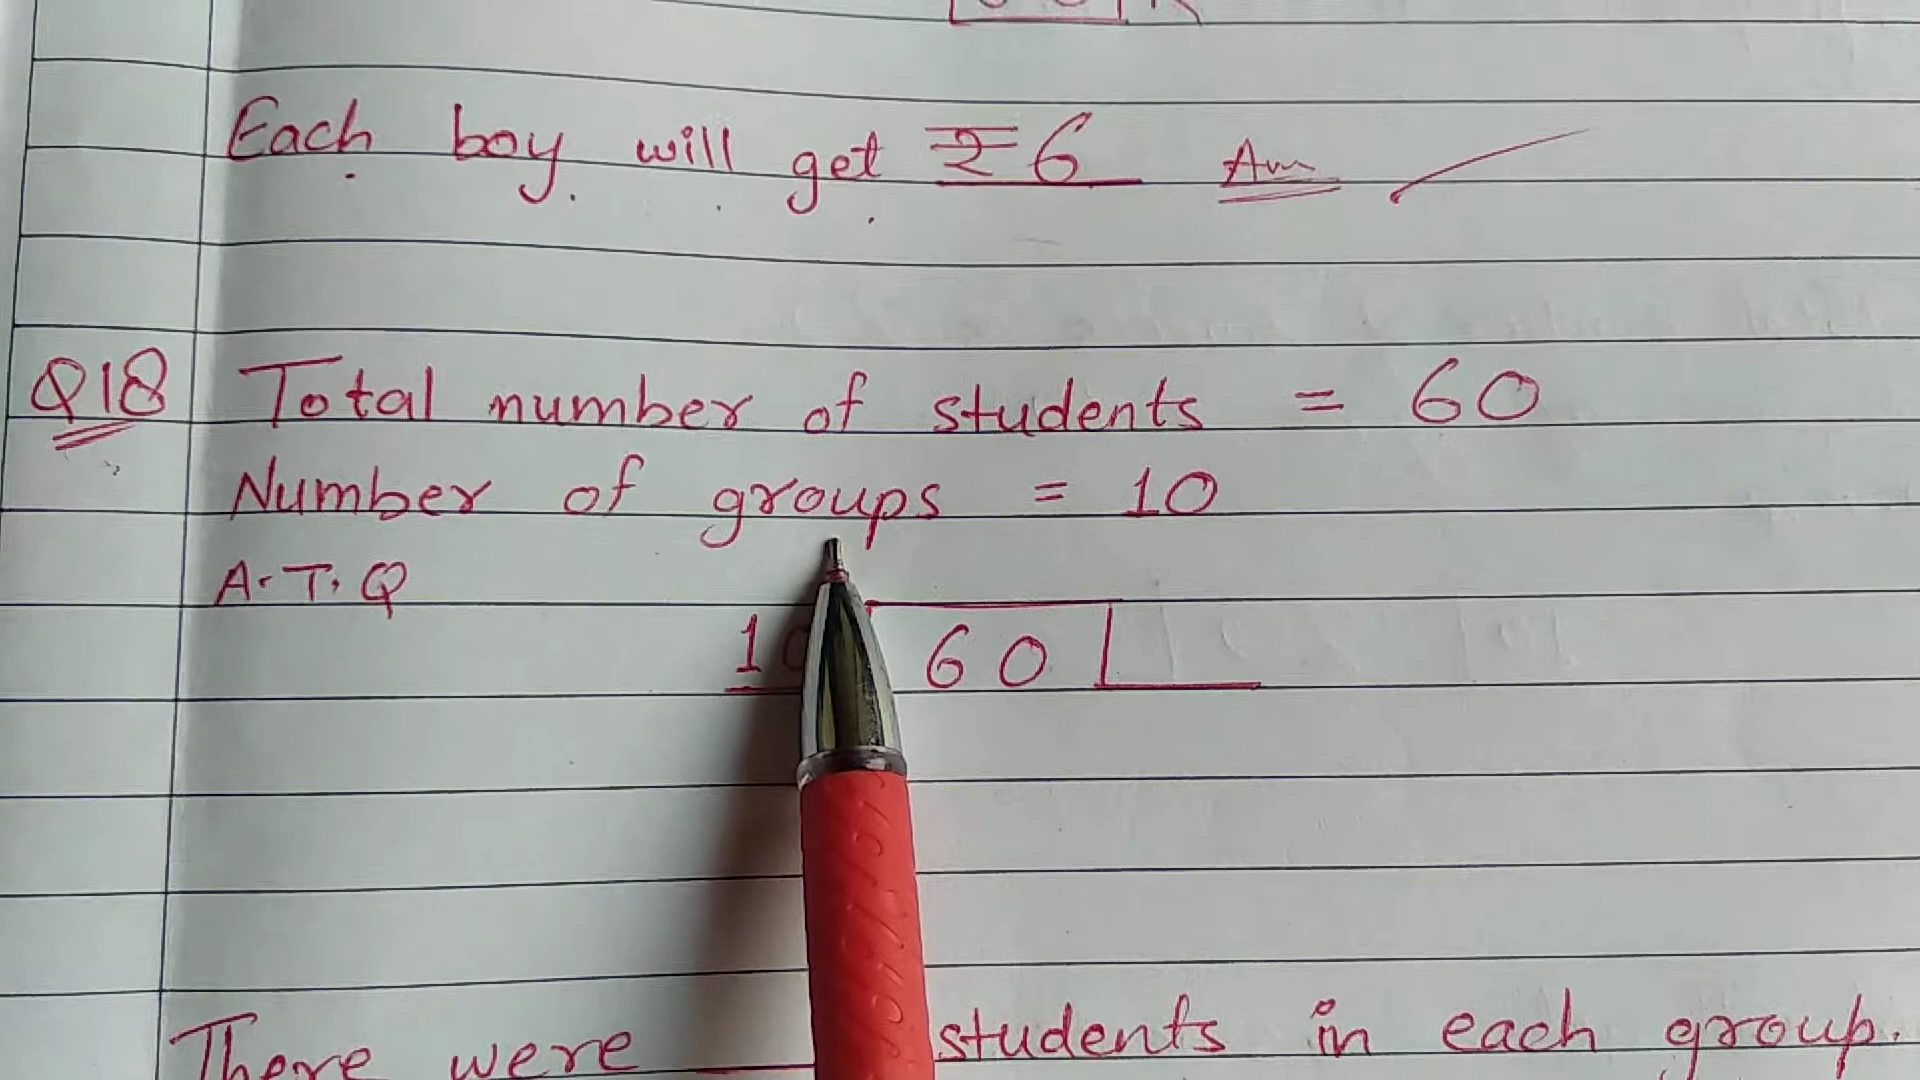 Each boy will get ₹6 Ans
Q18 Total number of students = 60
Number of groups = 10
A.T.Q
10 60
There were students in each group.